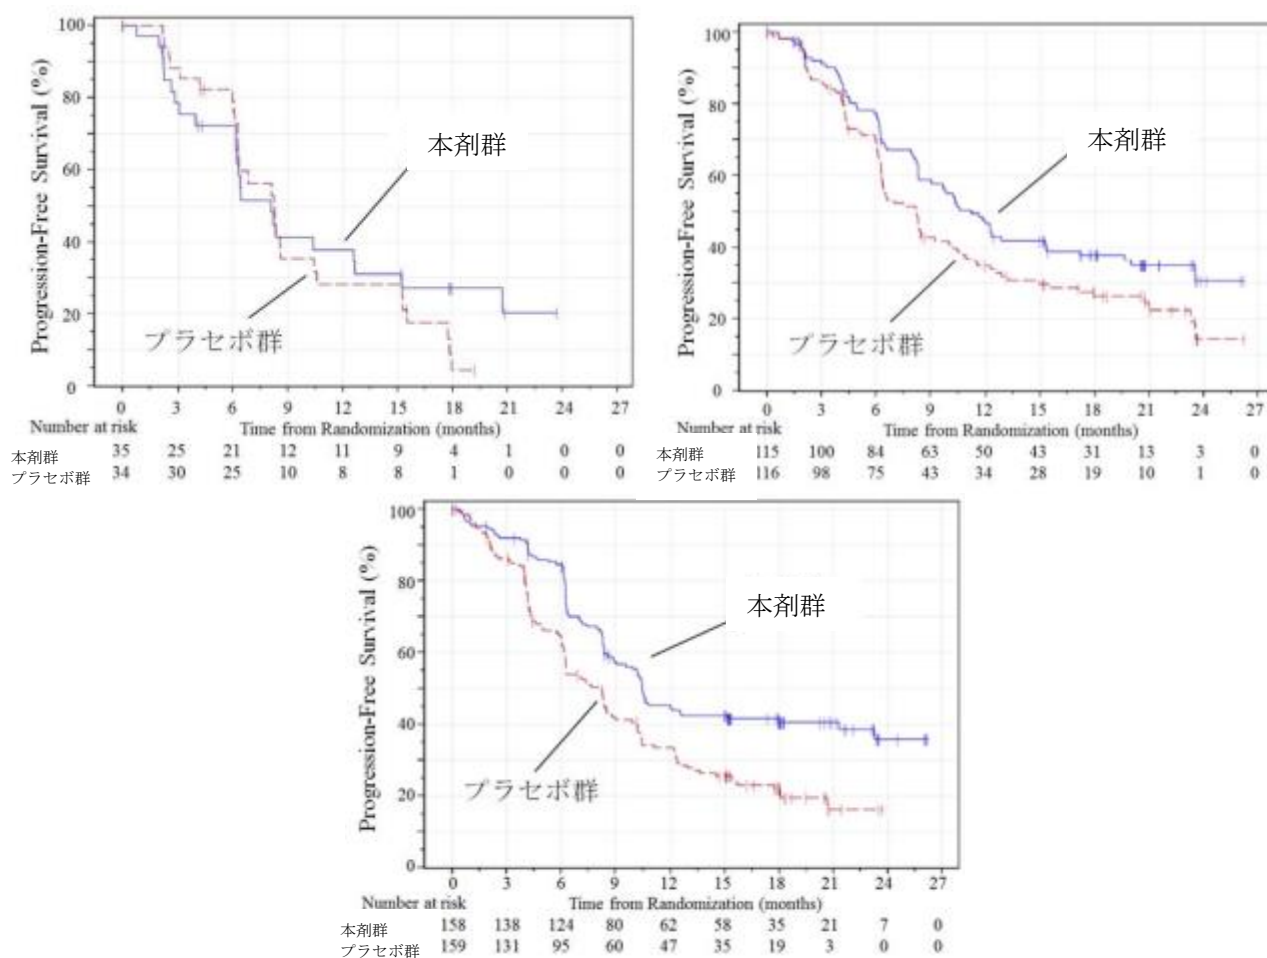 Progression-Free Survival (%)
100
80
60
40
20
0
本剤群
プラセボ群
0 3 6 9 12 15 18 21 24 27
Number at risk
Time from Randomization (months)
本剤群 35 25 21 12 11 9 4 1 0 0
プラセボ群 34 30 25 10 8 8 1 0 0 0
Progression-Free Survival (%)
100
80
60
40
20
0
本剤群
プラセボ群
0 3 6 9 12 15 18 21 24 27
Number at risk
Time from Randomization (months)
本剤群 115 100 84 63 50 43 31 13 3 0
プラセボ群 116 98 75 43 34 28 19 10 1 0
Progression-Free Survival (%)
100
80
60
40
20
0
本剤群
プラセボ群
0 3 6 9 12 15 18 21 24 27
Number at risk
Time from Randomization (months)
本剤群 158 138 124 80 62 58 35 21 7 0
プラセボ群 159 131 95 60 47 35 19 3 0 0